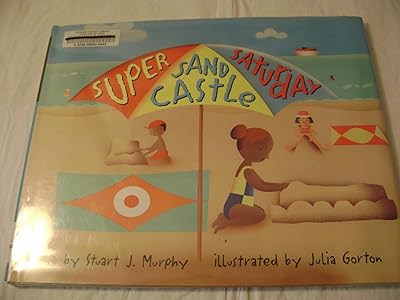 SUPER SAND SATURDAY
CASTLE
by Stuart J. Murphy illustrated by Julia Gorton